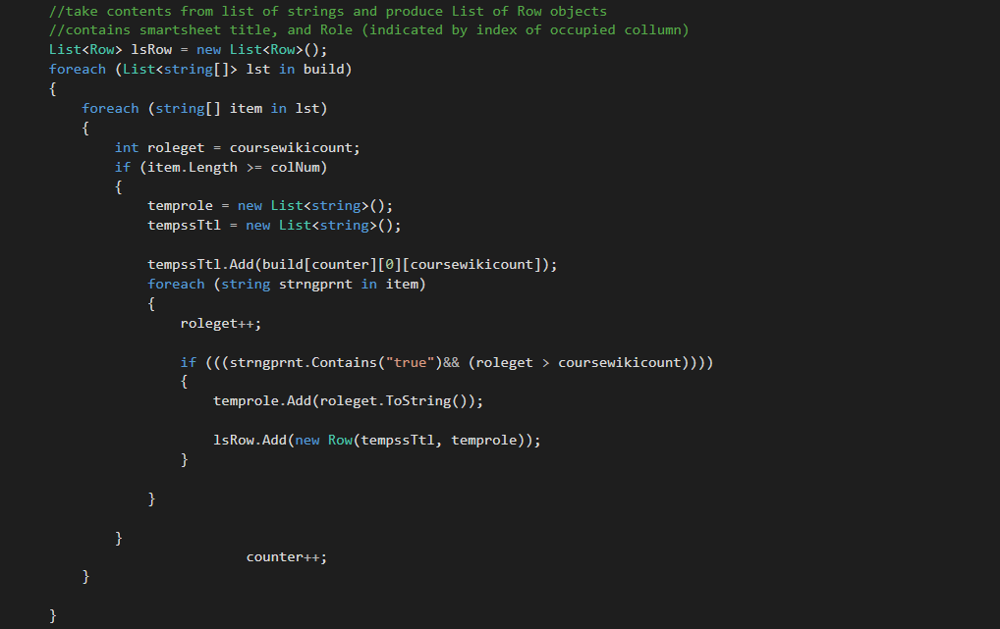 //take contents from list of strings and produce List of Row objects
//contains smartsheet title, and Role (indicated by index of occupied collumn)
List<Row> lsRow = new List<Row>();
foreach (List<string[]> lst in build)
{
    foreach (string[] item in lst)
    {
        int roleget = coursewikicount;
        if (item.Length >= colNum)
        {
            temprole = new List<string>();
            tempssTtl = new List<string>();

            tempssTtl.Add(build[counter][0][coursewikicount]);
            foreach (string strngprnt in item)
            {
                roleget++;

                if (((strngprnt.Contains("true")&& (roleget > coursewikicount))))
                {
                    temprole.Add(roleget.ToString());

                    lsRow.Add(new Row(tempssTtl, temprole));
                }

            }

        }
                        counter++;
    }

}